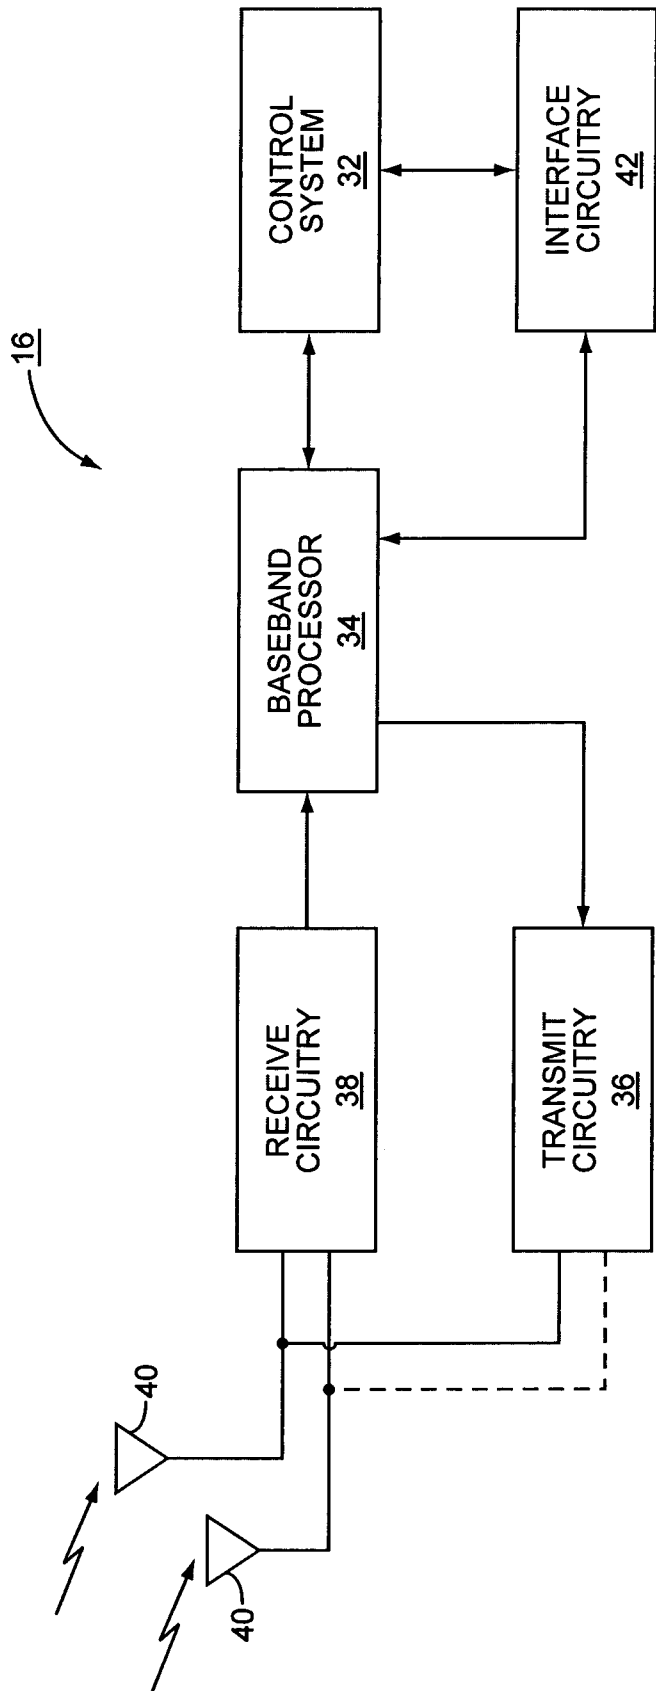 16
CONTROL
SYSTEM
32
INTERFACE
CIRCUITRY
42
BASEBAND
PROCESSOR
34
RECEIVE
CIRCUITRY
38
TRANSMIT
CIRCUITRY
36
40
40